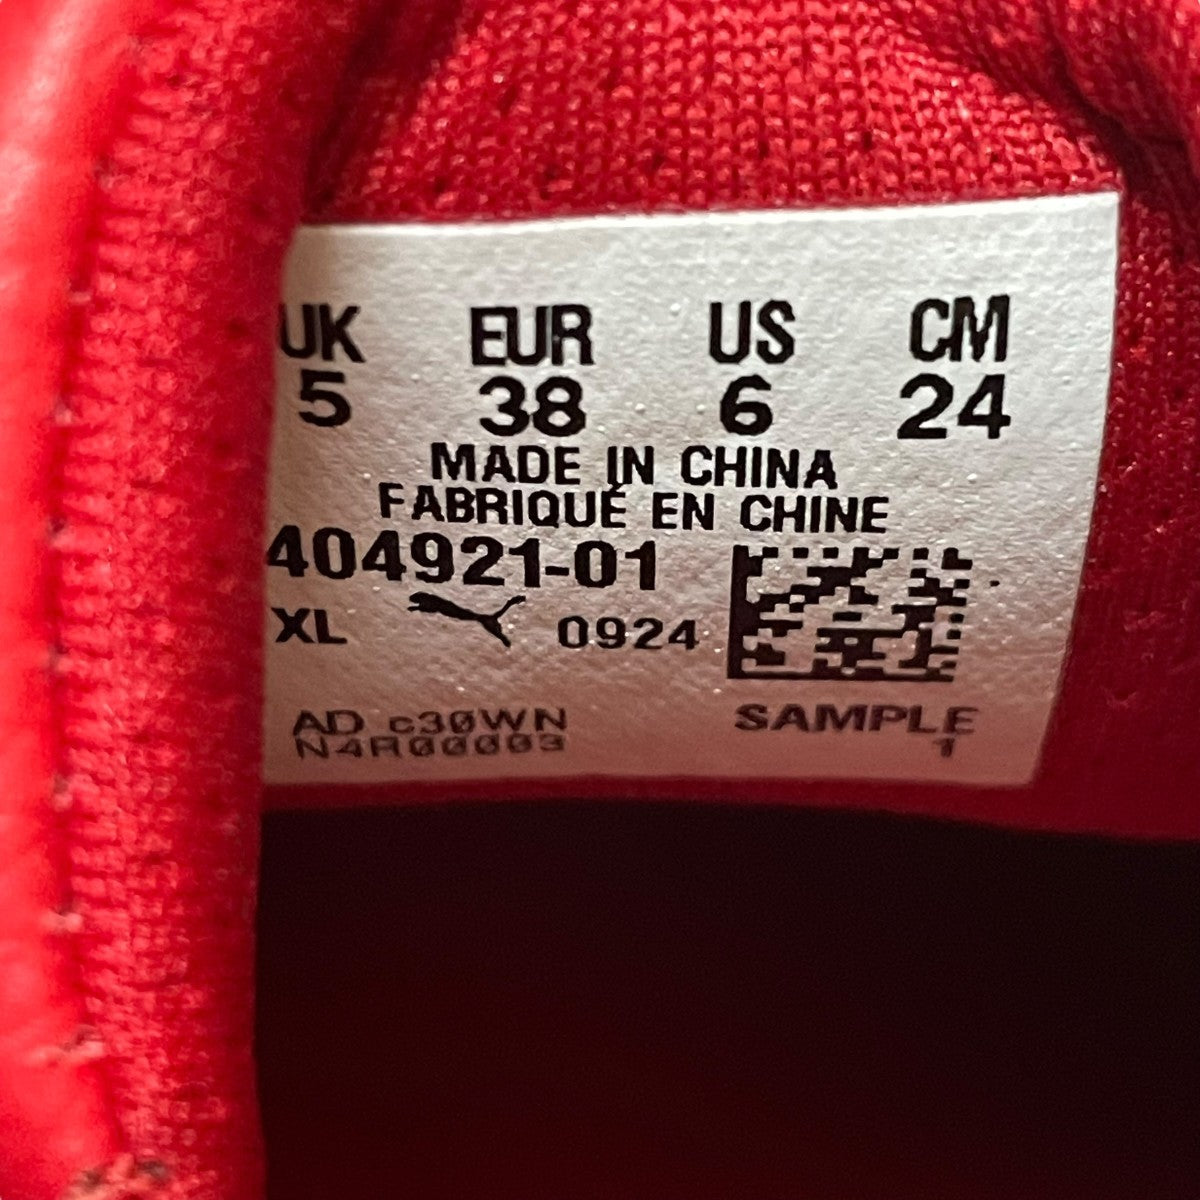 UK EUR US CM
5 38 6 24
MADE IN CHINA
FABRIQUÉ EN CHINE
404921-01
XL 0924
AD c30WN SAMPLE
N4R00003 1